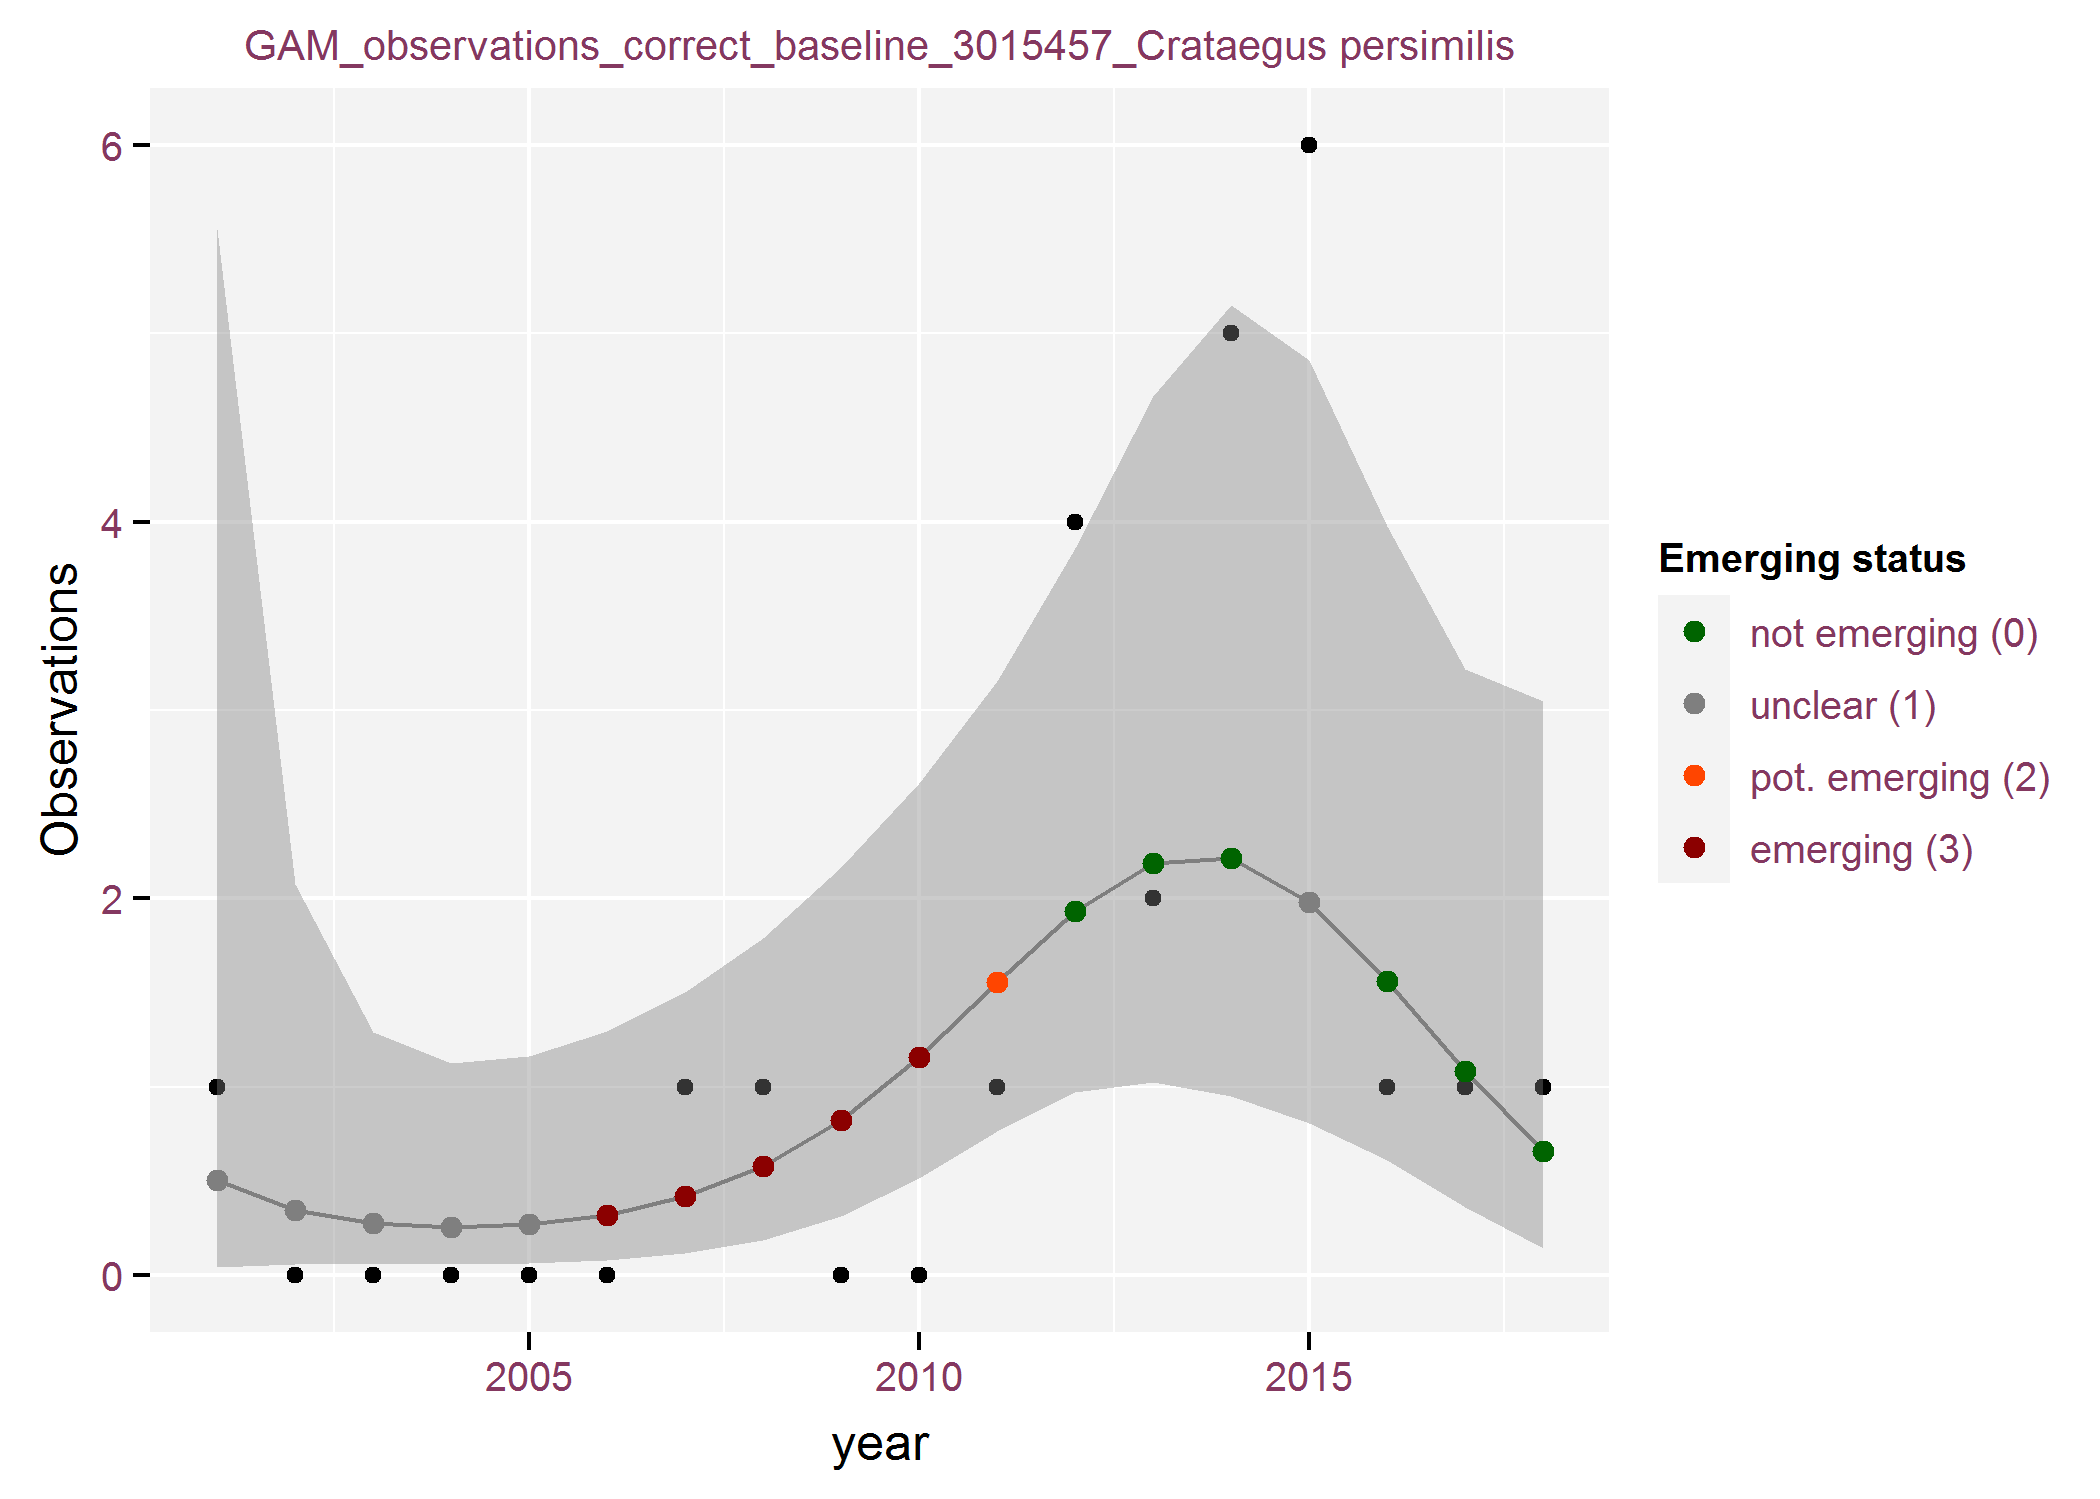 GAM_observations_correct_baseline_3015457_Crataegus persimilis
6
4
2
0
Observations
2005
2010
2015
year
Emerging status
not emerging (0)
unclear (1)
pot. emerging (2)
emerging (3)